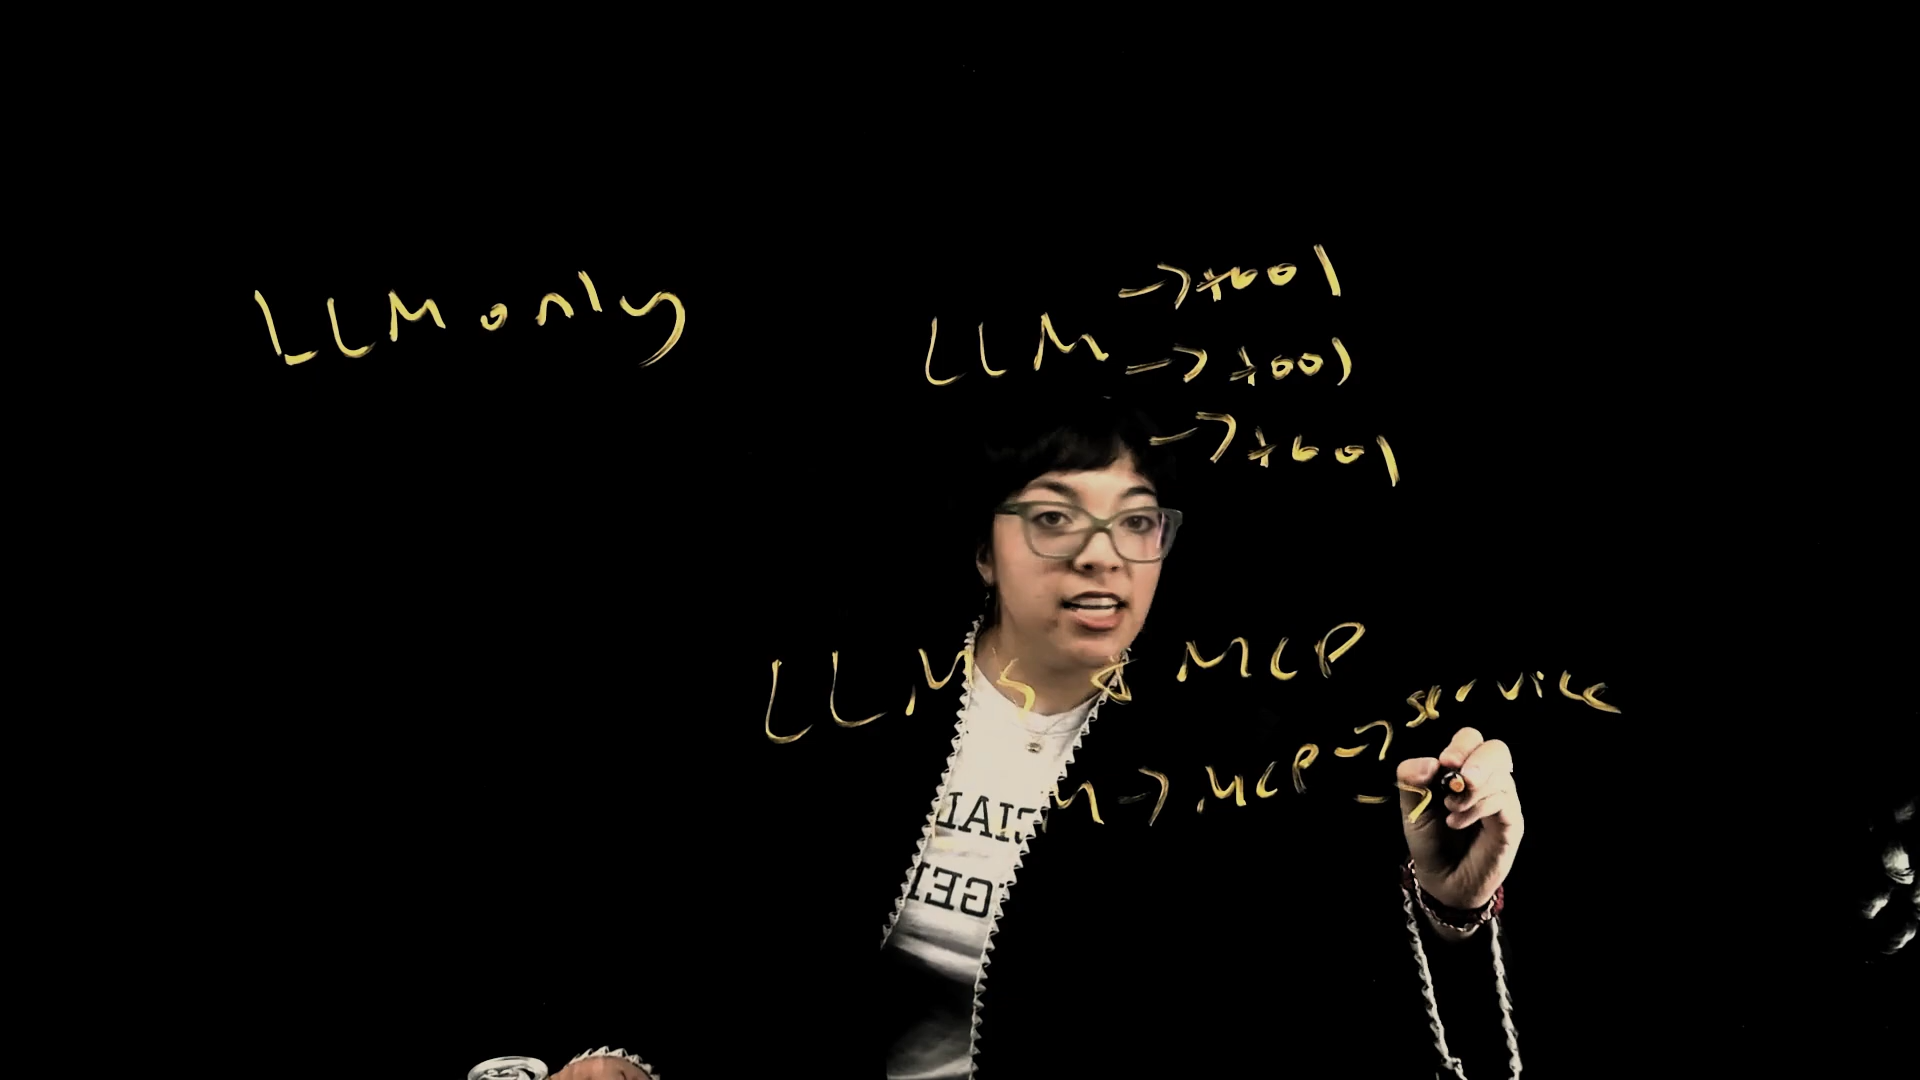 LLM only
LLM → tool
→ tool
→ tool
LLMs & MCP
→ MCP → service
→